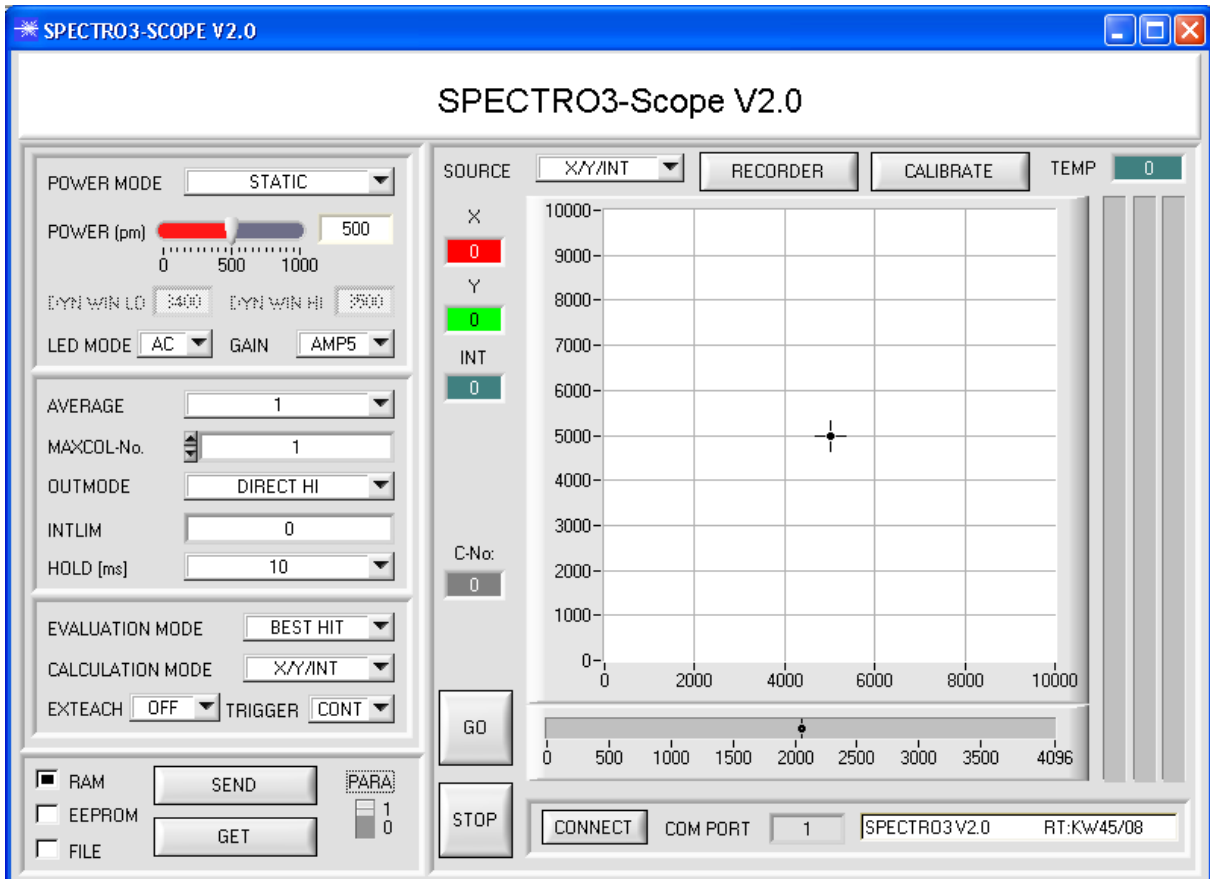 SPECTRO3-SCOPE V2.0
SPECTRO3-Scope V2.0
POWER MODE STATIC
POWER (pm) 500
0 500 1000
DYN WIN LO 3400 DYN WIN HI 3500
LED MODE AC GAIN AMP5
AVERAGE 1
MAXCOL-No. 1
OUTMODE DIRECT HI
INTLIM 0
HOLD [ms] 10
EVALUATION MODE BEST HIT
CALCULATION MODE X/Y/INT
EXTEACH OFF TRIGGER CONT
RAM
EEPROM
FILE
SEND
GET
PARA
1
0
SOURCE X/Y/INT RECORDER CALIBRATE TEMP 0
X
0
Y
0
INT
0
C-No:
0
GO
STOP
10000
9000
8000
7000
6000
5000
4000
3000
2000
1000
0
0 2000 4000 6000 8000 10000
0 500 1000 1500 2000 2500 3000 3500 4096
CONNECT COM PORT 1 SPECTRO3 V2.0 RT:KW45/08